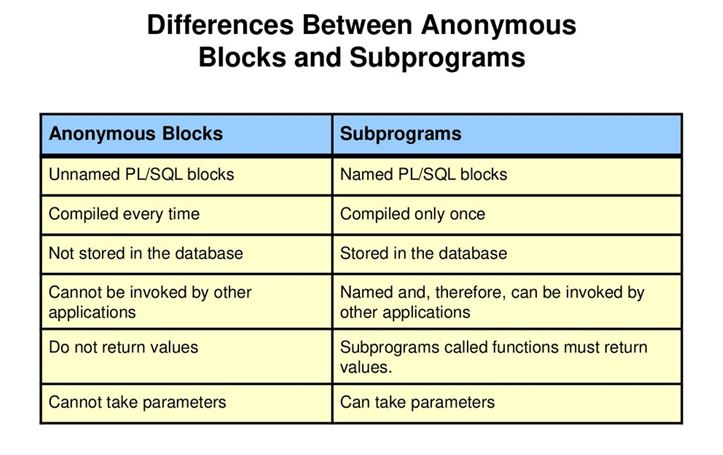 Differences Between Anonymous
Blocks and Subprograms
Anonymous Blocks
Subprograms
Unnamed PL/SQL blocks
Named PL/SQL blocks
Compiled every time
Compiled only once
Not stored in the database
Stored in the database
Cannot be invoked by other
applications
Named and, therefore, can be invoked by
other applications
Do not return values
Subprograms called functions must return
values.
Cannot take parameters
Can take parameters